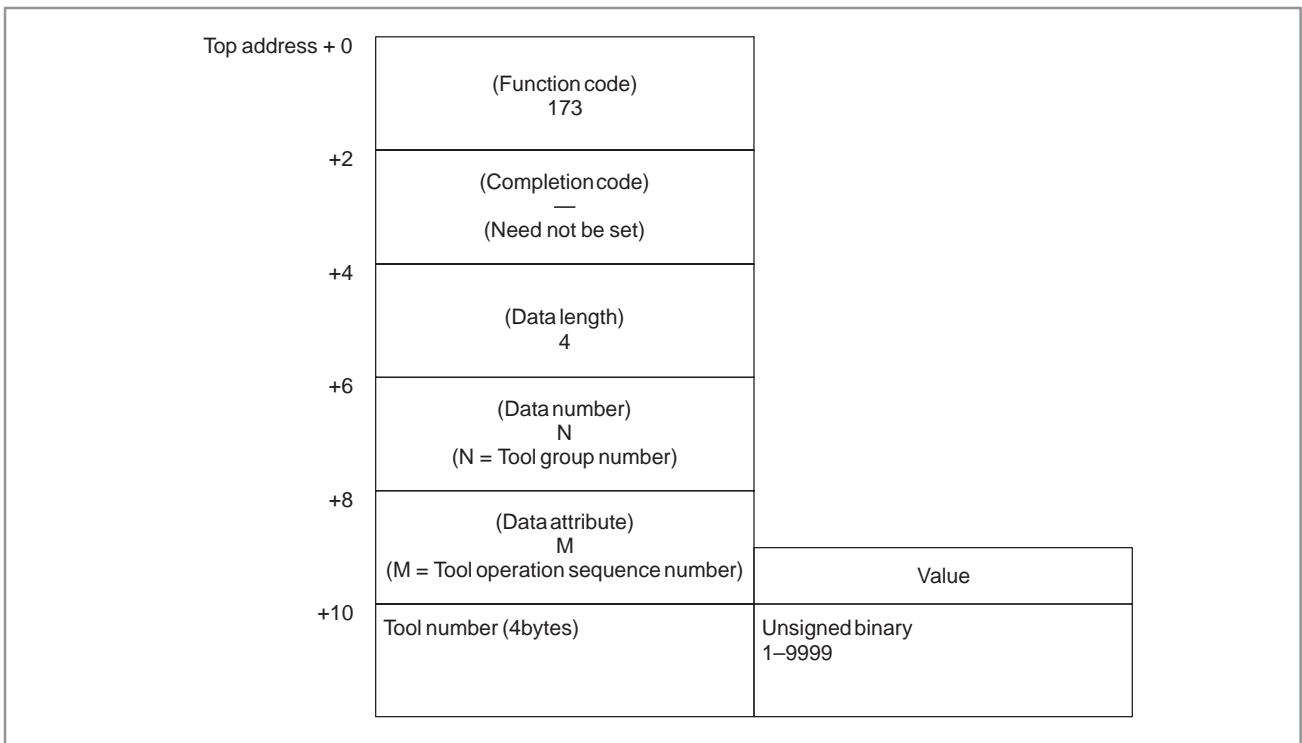 Top address + 0
(Function code)
173
+2
(Completion code)
—
(Need not be set)
+4
(Data length)
4
+6
(Data number)
N
(N = Tool group number)
+8
(Data attribute)
M
(M = Tool operation sequence number)
Value
+10
Tool number (4bytes)
Unsigned binary
1–9999